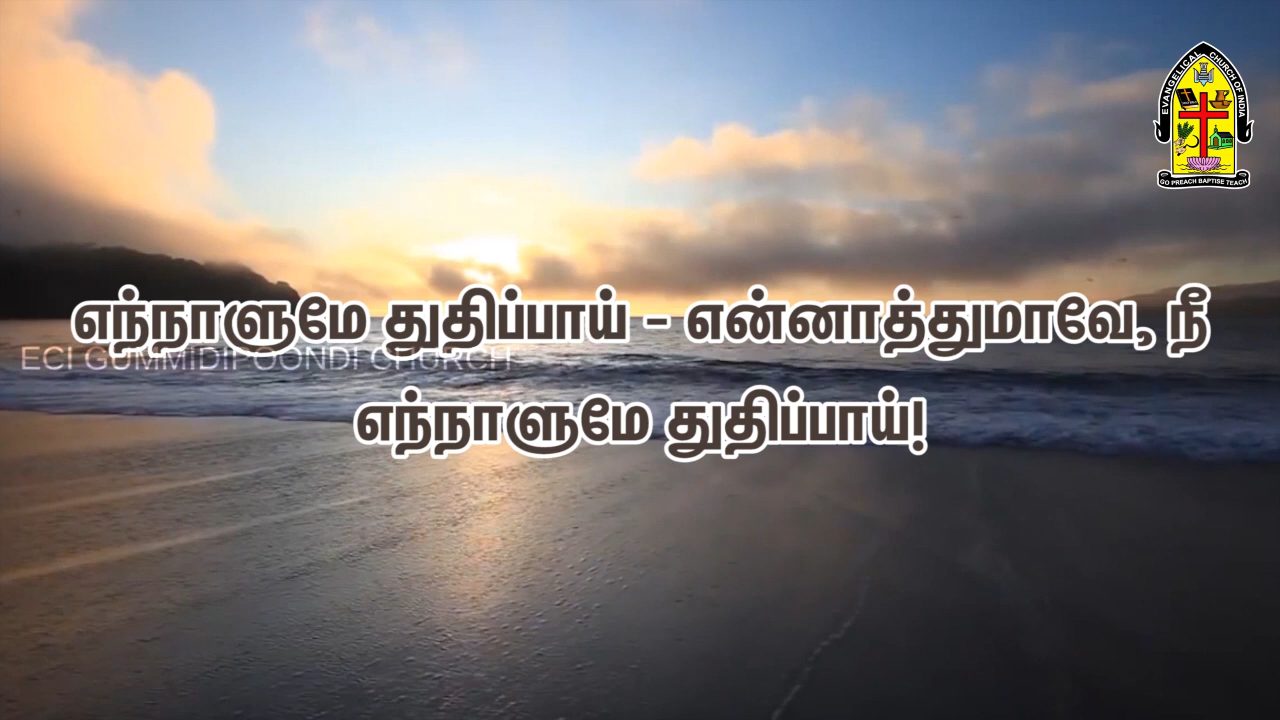 EVANGELICAL CHURCH OF INDIA
GO PREACH BAPTISE TEACH
எந்நாளுமே துதிப்பாய் - என்னாத்துமாவே, நீ
ECI GUMMIDIPOONDI CHURCH
எந்நாளுமே துதிப்பாய்!